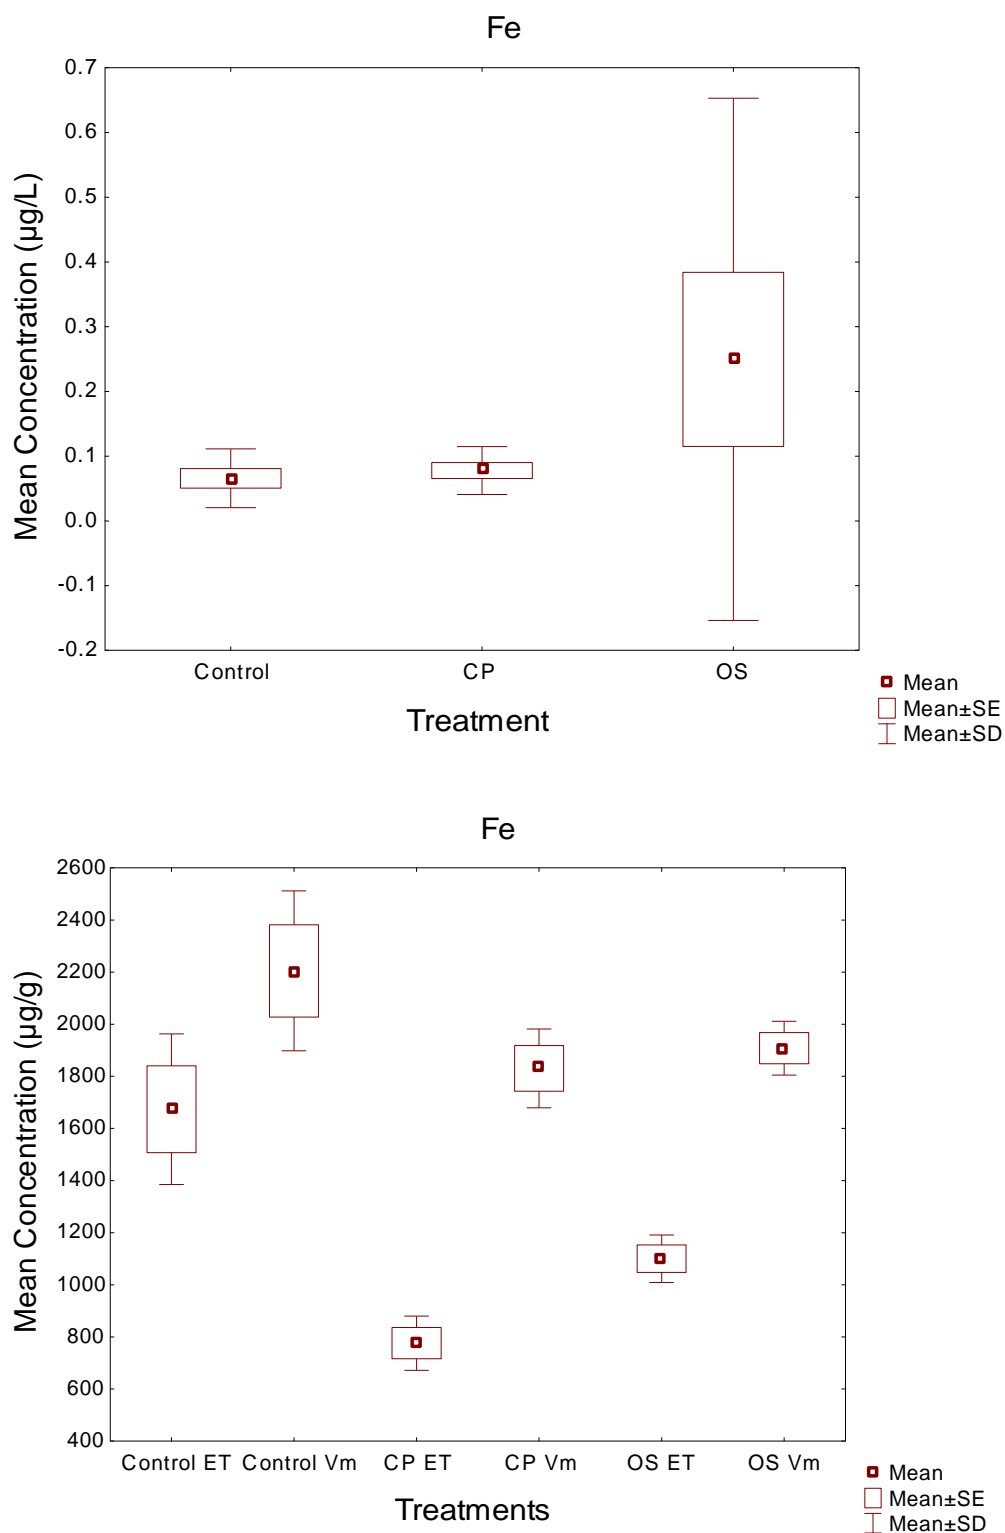 Fe
0.7
0.6
0.5
0.4
0.3
0.2
0.1
0.0
-0.1
-0.2
Mean Concentration (µg/L)
Control CP OS
Treatment
Mean
Mean±SE
Mean±SD
Fe
2600
2400
2200
2000
1800
1600
1400
1200
1000
800
600
400
Mean Concentration (µg/g)
Control ET Control Vm CP ET CP Vm OS ET OS Vm
Treatments
Mean
Mean±SE
Mean±SD